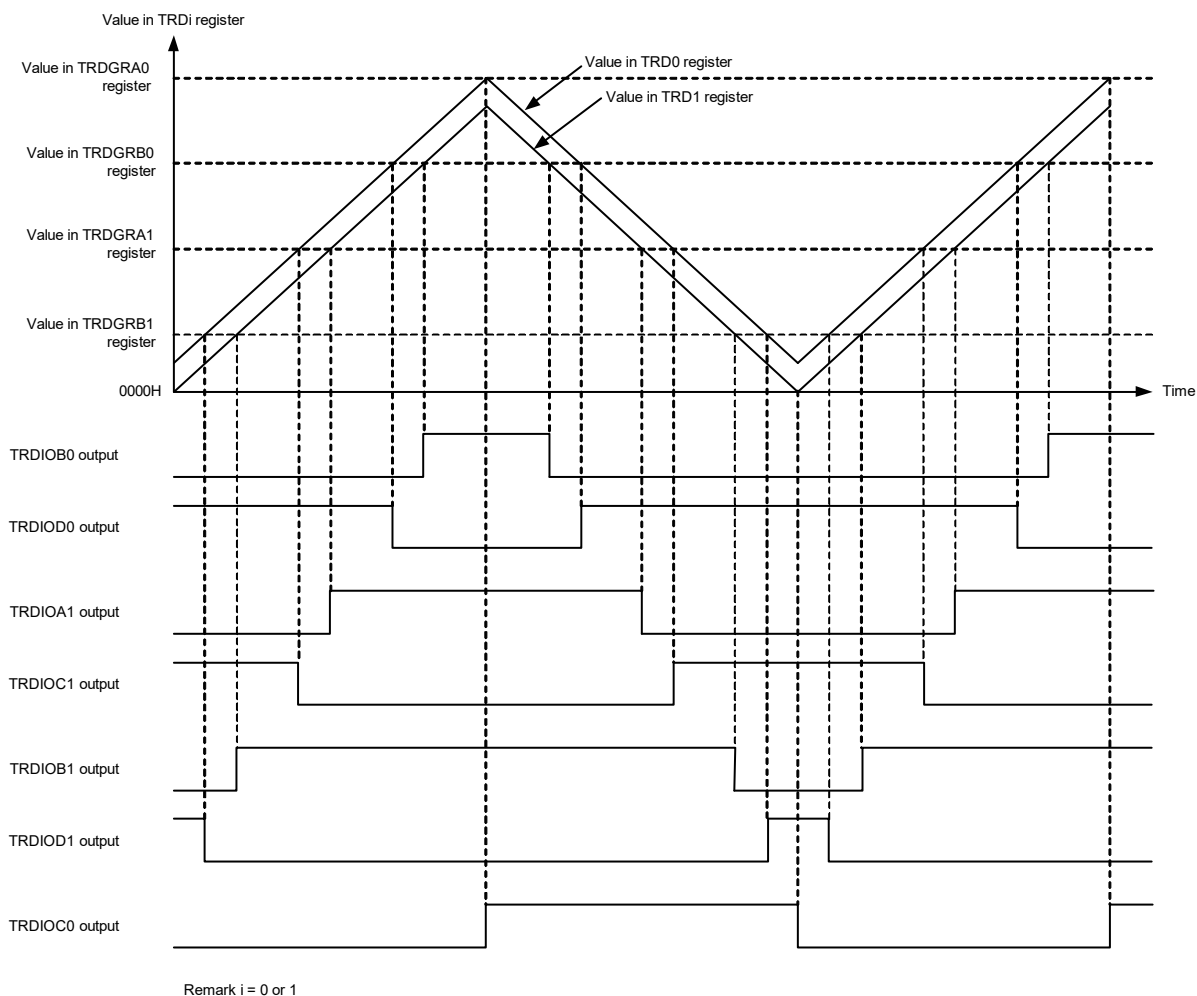 Value in TRDi register
Value in TRDGRA0
register
Value in TRD0 register
Value in TRD1 register
Value in TRDGRB0
register
Value in TRDGRA1
register
Value in TRDGRB1
register
0000H
Time
TRDIOB0 output
TRDIOD0 output
TRDIOA1 output
TRDIOC1 output
TRDIOB1 output
TRDIOD1 output
TRDIOC0 output
Remark i = 0 or 1